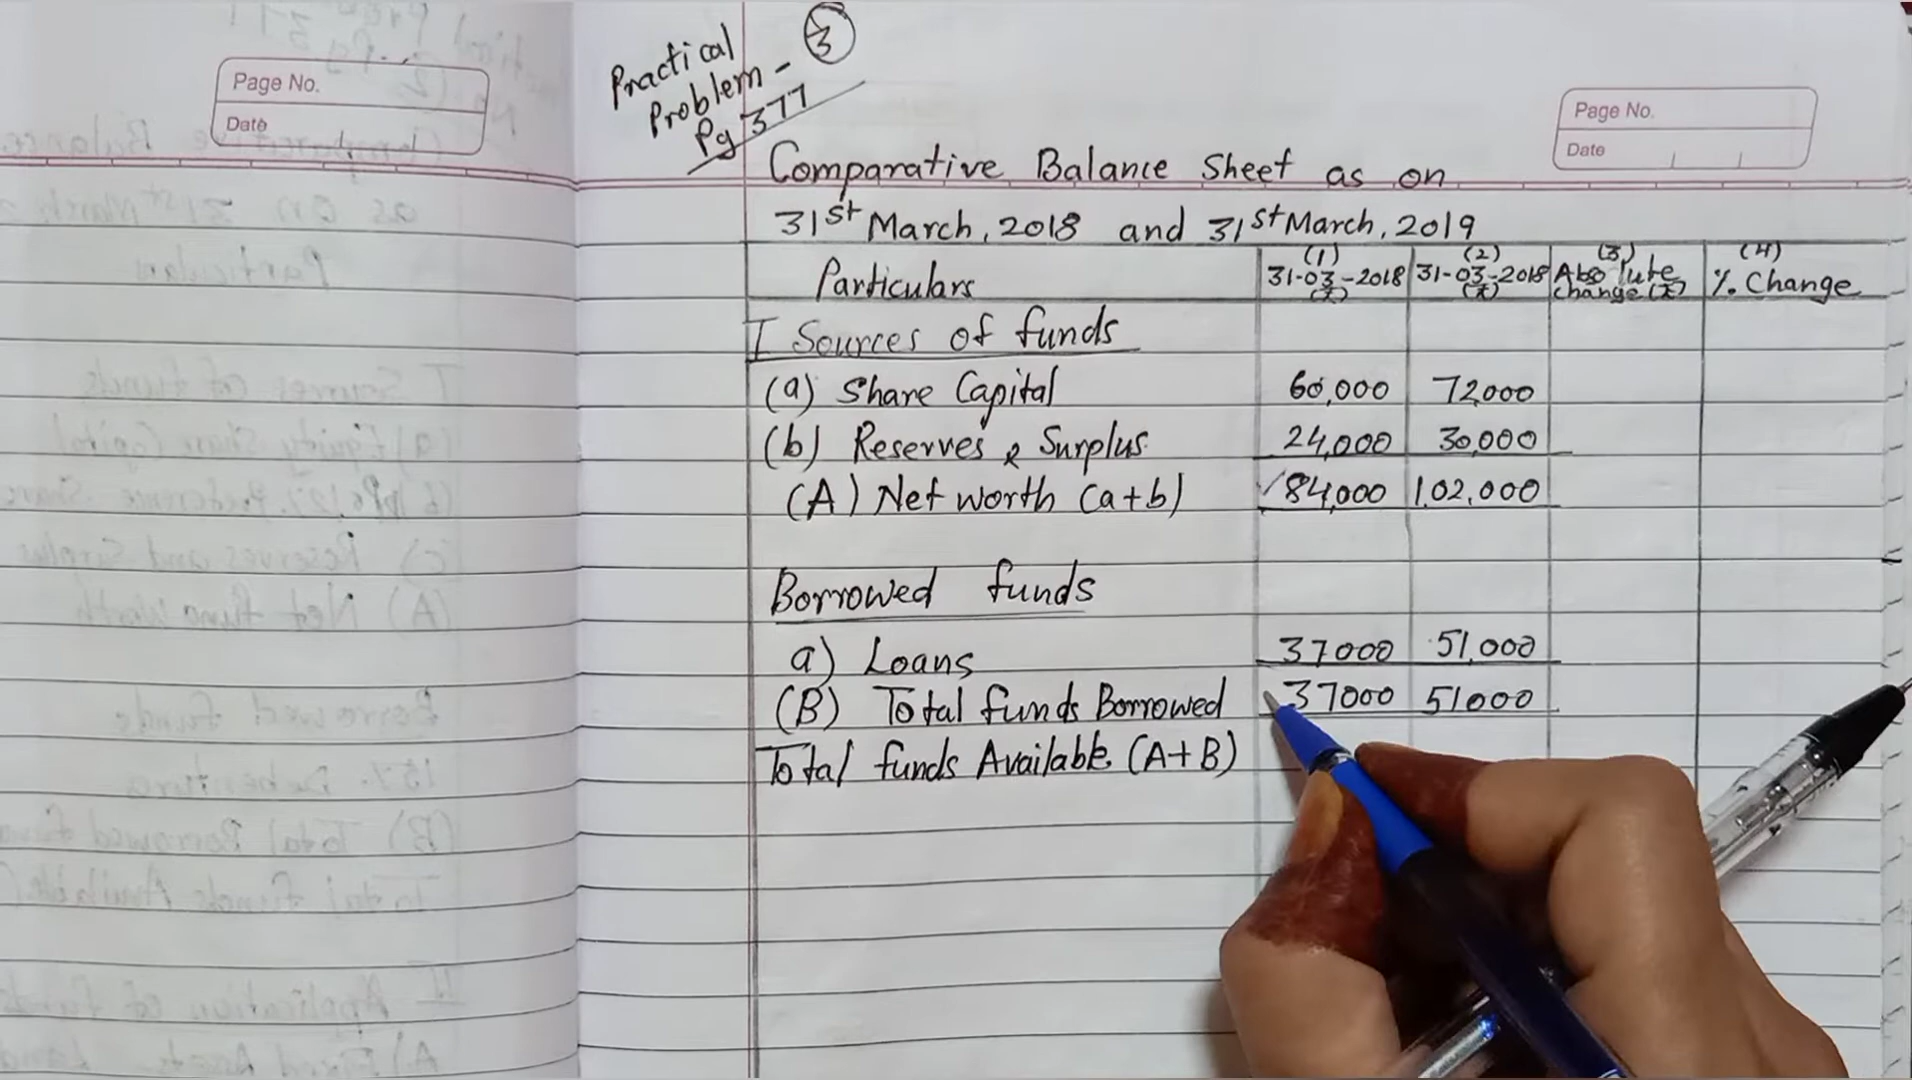 Page No.
Date
Practical
Problem - 3
Pg 377
Page No.
Date
Comparative Balance Sheet as on
31st March, 2018 and 31st March, 2019
Particulars (1) 31-03-2018 (₹) (2) 31-03-2018 (₹) (3) Absolute change (₹) (4) % Change
I Sources of funds
(a) Share Capital 60,000 72,000
(b) Reserves & Surplus 24,000 30,000
(A) Net worth (a+b) 84,000 1,02,000
Borrowed funds
a) Loans 37000 51,000
(B) Total funds Borrowed 37000 51000
Total funds Available (A+B)